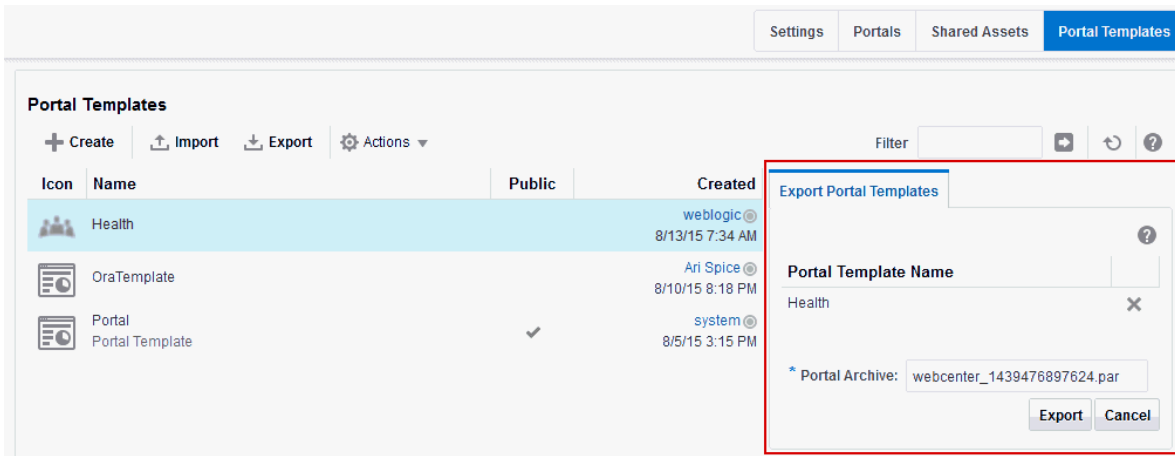 Settings Portals Shared Assets Portal Templates
Portal Templates
Create Import Export Actions Filter
Icon Name Public Created
Health weblogic
8/13/15 7:34 AM
OraTemplate Ari Spice
8/10/15 8:18 PM
Portal system
Portal Template 8/5/15 3:15 PM
Export Portal Templates
Portal Template Name
Health
* Portal Archive: webcenter_1439476897624.par
Export Cancel